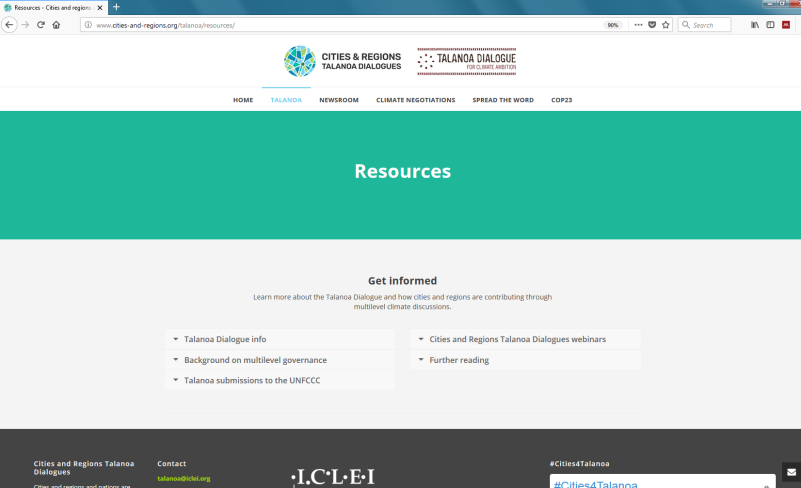 Resources - Cities and regions
www.cities-and-regions.org/talanoa/resources/
90%
Search
CITIES & REGIONS
TALANOA DIALOGUES
TALANOA DIALOGUE
FOR CLIMATE AMBITION
HOME TALANOA NEWSROOM CLIMATE NEGOTIATIONS SPREAD THE WORD COP23
Resources
Get informed
Learn more about the Talanoa Dialogue and how cities and regions are contributing through
multilevel climate discussions.
Talanoa Dialogue info
Background on multilevel governance
Talanoa submissions to the UNFCCC
Cities and Regions Talanoa Dialogues webinars
Further reading
Cities and Regions Talanoa
Dialogues
Cities and regions and nations are
Contact
talanoa@iclei.org
·I.C·L·E·I
#Cities4Talanoa
#Cities4Talanoa